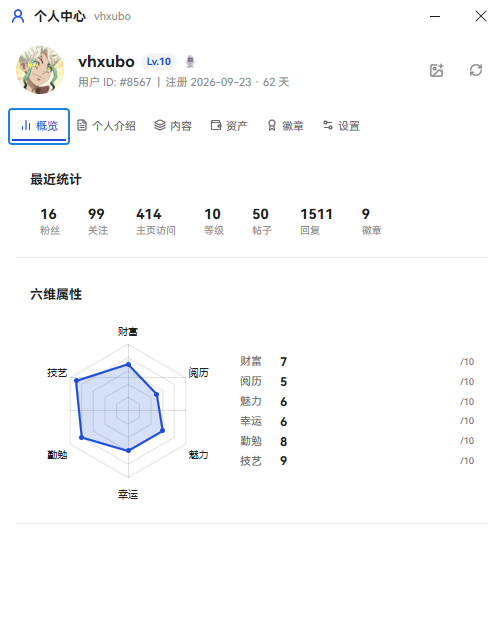 个人中心 vhxubo
vhxubo Lv.10
用户 ID: #8567 | 注册 2026-09-23 · 62 天
概览 个人介绍 内容 资产 徽章 设置
最近统计
16 99 414 10 50 1511 9
粉丝 关注 主页访问 等级 帖子 回复 徽章
六维属性
财富
技艺 阅历
勤勉 魅力
幸运
财富 7 /10
阅历 5 /10
魅力 6 /10
幸运 6 /10
勤勉 8 /10
技艺 9 /10